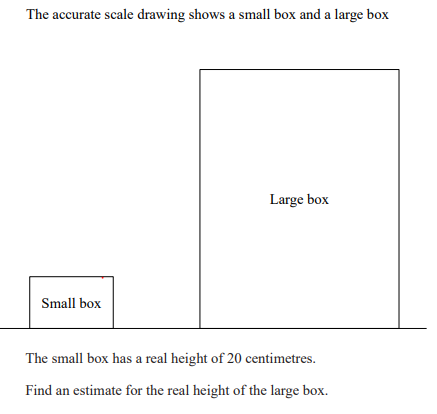 The accurate scale drawing shows a small box and a large box
Large box
Small box
The small box has a real height of 20 centimetres.
Find an estimate for the real height of the large box.